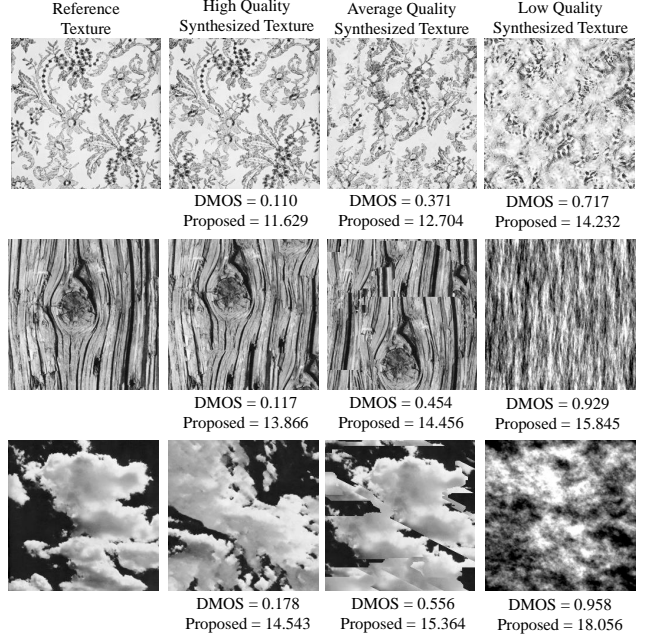 Reference
Texture
High Quality
Synthesized Texture
Average Quality
Synthesized Texture
Low Quality
Synthesized Texture
DMOS = 0.110
Proposed = 11.629
DMOS = 0.371
Proposed = 12.704
DMOS = 0.717
Proposed = 14.232
DMOS = 0.117
Proposed = 13.866
DMOS = 0.454
Proposed = 14.456
DMOS = 0.929
Proposed = 15.845
DMOS = 0.178
Proposed = 14.543
DMOS = 0.556
Proposed = 15.364
DMOS = 0.958
Proposed = 18.056